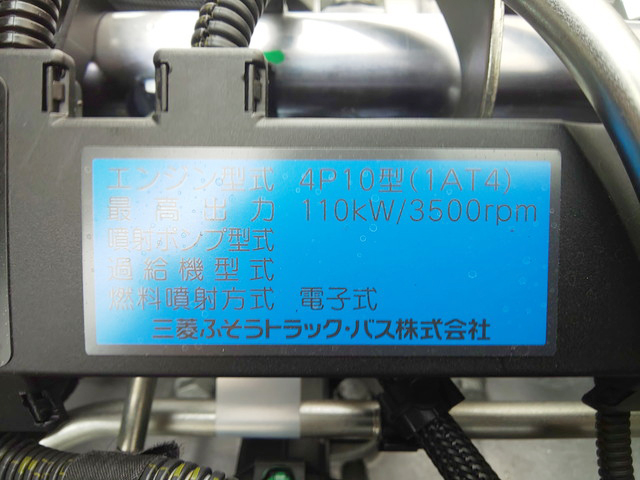 エンジン型式 4P10型(1AT4)
最高出力 110kW/3500rpm
噴射ポンプ型式
過給機型式
燃料噴射方式 電子式
三菱ふそうトラック・バス株式会社